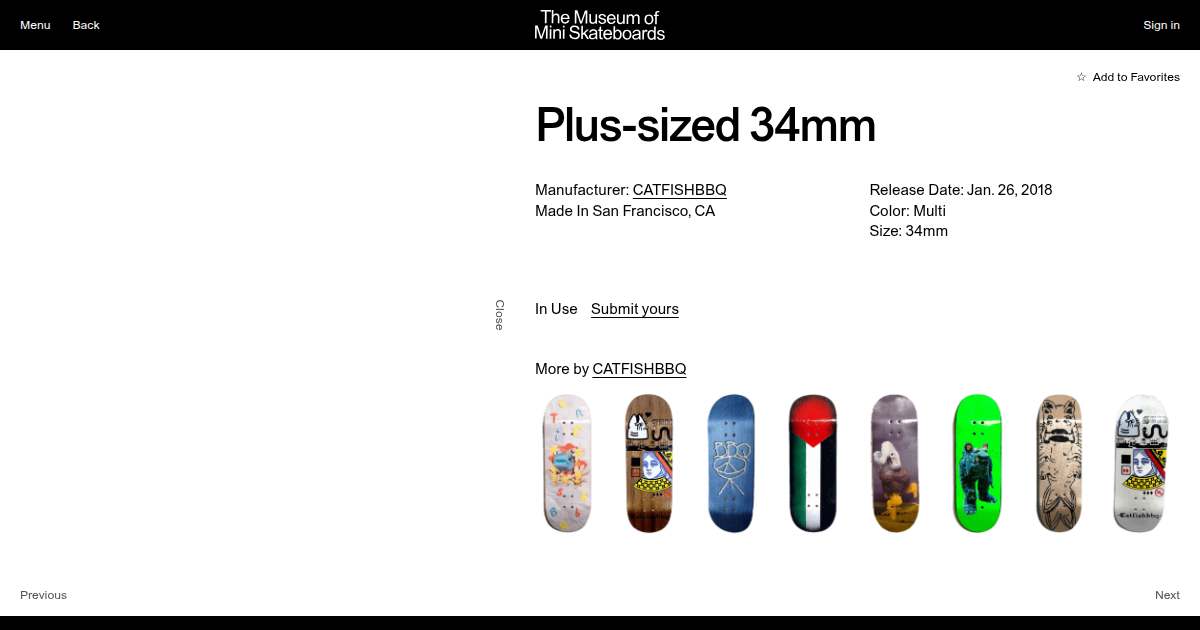 Menu
Back
The Museum of
Mini Skateboards
Sign in
☆ Add to Favorites
Plus-sized 34mm
Manufacturer: CATFISHBBQ
Made In San Francisco, CA
Release Date: Jan. 26, 2018
Color: Multi
Size: 34mm
Close
In Use Submit yours
More by CATFISHBBQ
BBQ
Catfishbbq
Previous
Next